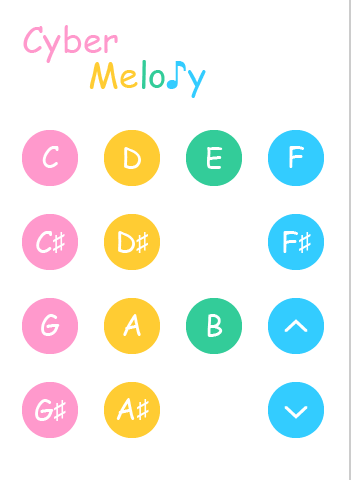 Cyber
Melo♪y
C D E F
C♯ D♯ F♯
G A B
G♯ A♯